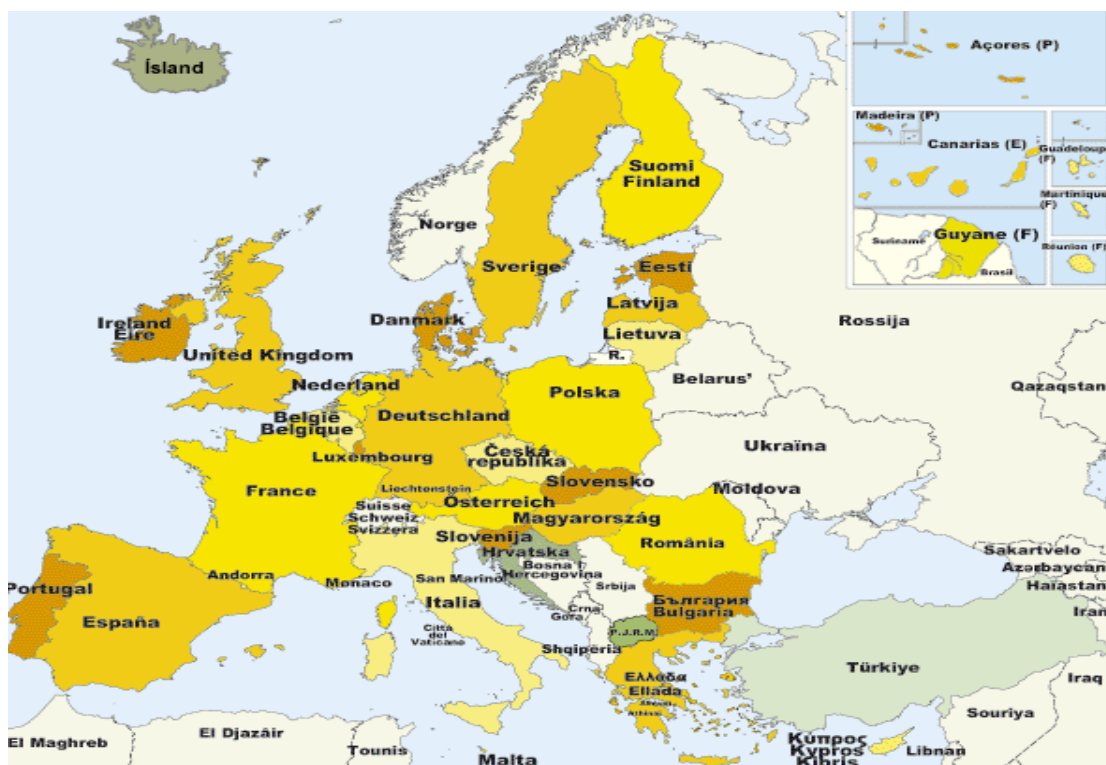 Ísland
Açores (P)
Madeira (P)
Canarias (E)
Guadeloup
(F)
Martinique
(F)
Réunion (F)
Guyane (F)
Suriname
Brasil
Suomi
Finland
Norge
Sverige
Eesti
Latvija
Lietuva
R.
Danmark
Ireland
Eire
United Kingdom
Nederland
België
Belgique
Luxembourg
Deutschland
Polska
Belarus'
Rossija
Qazaqstan
Ukraïna
Moldova
Česká
republika
Slovensko
Liechtenstein
Österreich
Magyarország
France
Suisse
Schweiz
Svizzera
Slovenija
Hrvatska
Bosna i
Hercegovina
România
Srbija
Crna
Gora
България
Bulgaria
P.J.R.M.
Shqipëria
Andorra
Monaco
San Marino
Italia
Città
del
Vaticano
Portugal
España
Ελλαδα
Ellada
Türkiye
Sakartvelo
Azərbaycan
Haïastan
Iran
Iraq
Souriya
Libnan
Κύπρος
Kypros
Kibris
Malta
El Maghreb
El Djazâir
Tounis